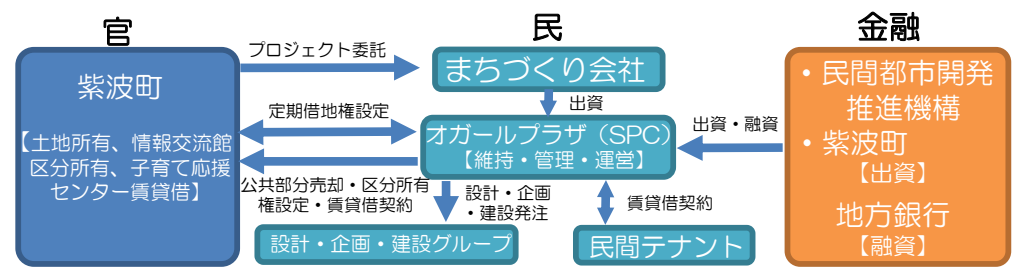 官
民
金融
紫波町
【土地所有、情報交流館
区分所有、子育て応援
センター賃貸借】
プロジェクト委託
定期借地権設定
公共部分売却・区分所有
権設定・賃貸借契約
まちづくり会社
出資
オガールプラザ（SPC）
【維持・管理・運営】
設計・企画
・建設発注
賃貸借契約
設計・企画・建設グループ
民間テナント
出資・融資
・民間都市開発
推進機構
・紫波町
【出資】
地方銀行
【融資】